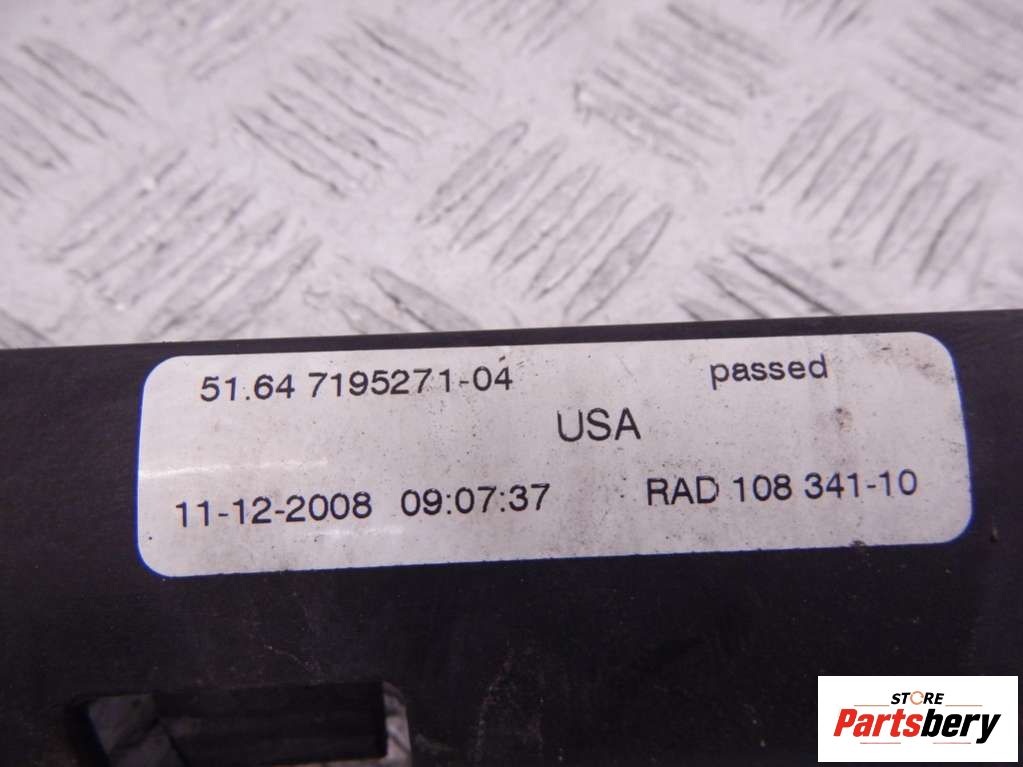 51.64 7195271-04 passed
USA
11-12-2008 09:07:37 RAD 108 341-10
STORE
Partsbery